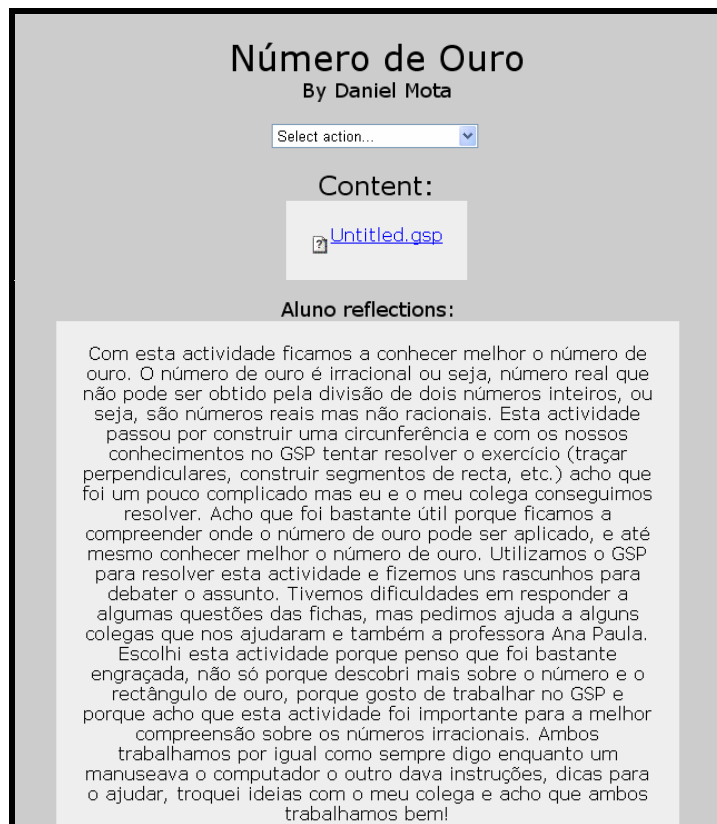 Número de Ouro
By Daniel Mota
Select action...
Content:
Untitled.gsp
Aluno reflections:
Com esta actividade ficamos a conhecer melhor o número de
ouro. O número de ouro é irracional ou seja, número real que
não pode ser obtido pela divisão de dois números inteiros, ou
seja, são números reais mas não racionais. Esta actividade
passou por construir uma circunferência e com os nossos
conhecimentos no GSP tentar resolver o exercício (traçar
perpendiculares, construir segmentos de recta, etc.) acho que
foi um pouco complicado mas eu e o meu colega conseguimos
resolver. Acho que foi bastante útil porque ficamos a
compreender onde o número de ouro pode ser aplicado, e até
mesmo conhecer melhor o número de ouro. Utilizamos o GSP
para resolver esta actividade e fizemos uns rascunhos para
debater o assunto. Tivemos dificuldades em responder a
algumas questões das fichas, mas pedimos ajuda a alguns
colegas que nos ajudaram e também a professora Ana Paula.
Escolhi esta actividade porque penso que foi bastante
engraçada, não só porque descobri mais sobre o número e o
rectângulo de ouro, porque gosto de trabalhar no GSP e
porque acho que esta actividade foi importante para a melhor
compreensão sobre os números irracionais. Ambos
trabalhamos por igual como sempre digo enquanto um
manuseava o computador o outro dava instruções, dicas para
o ajudar, troquei ideias com o meu colega e acho que ambos
trabalhamos bem!